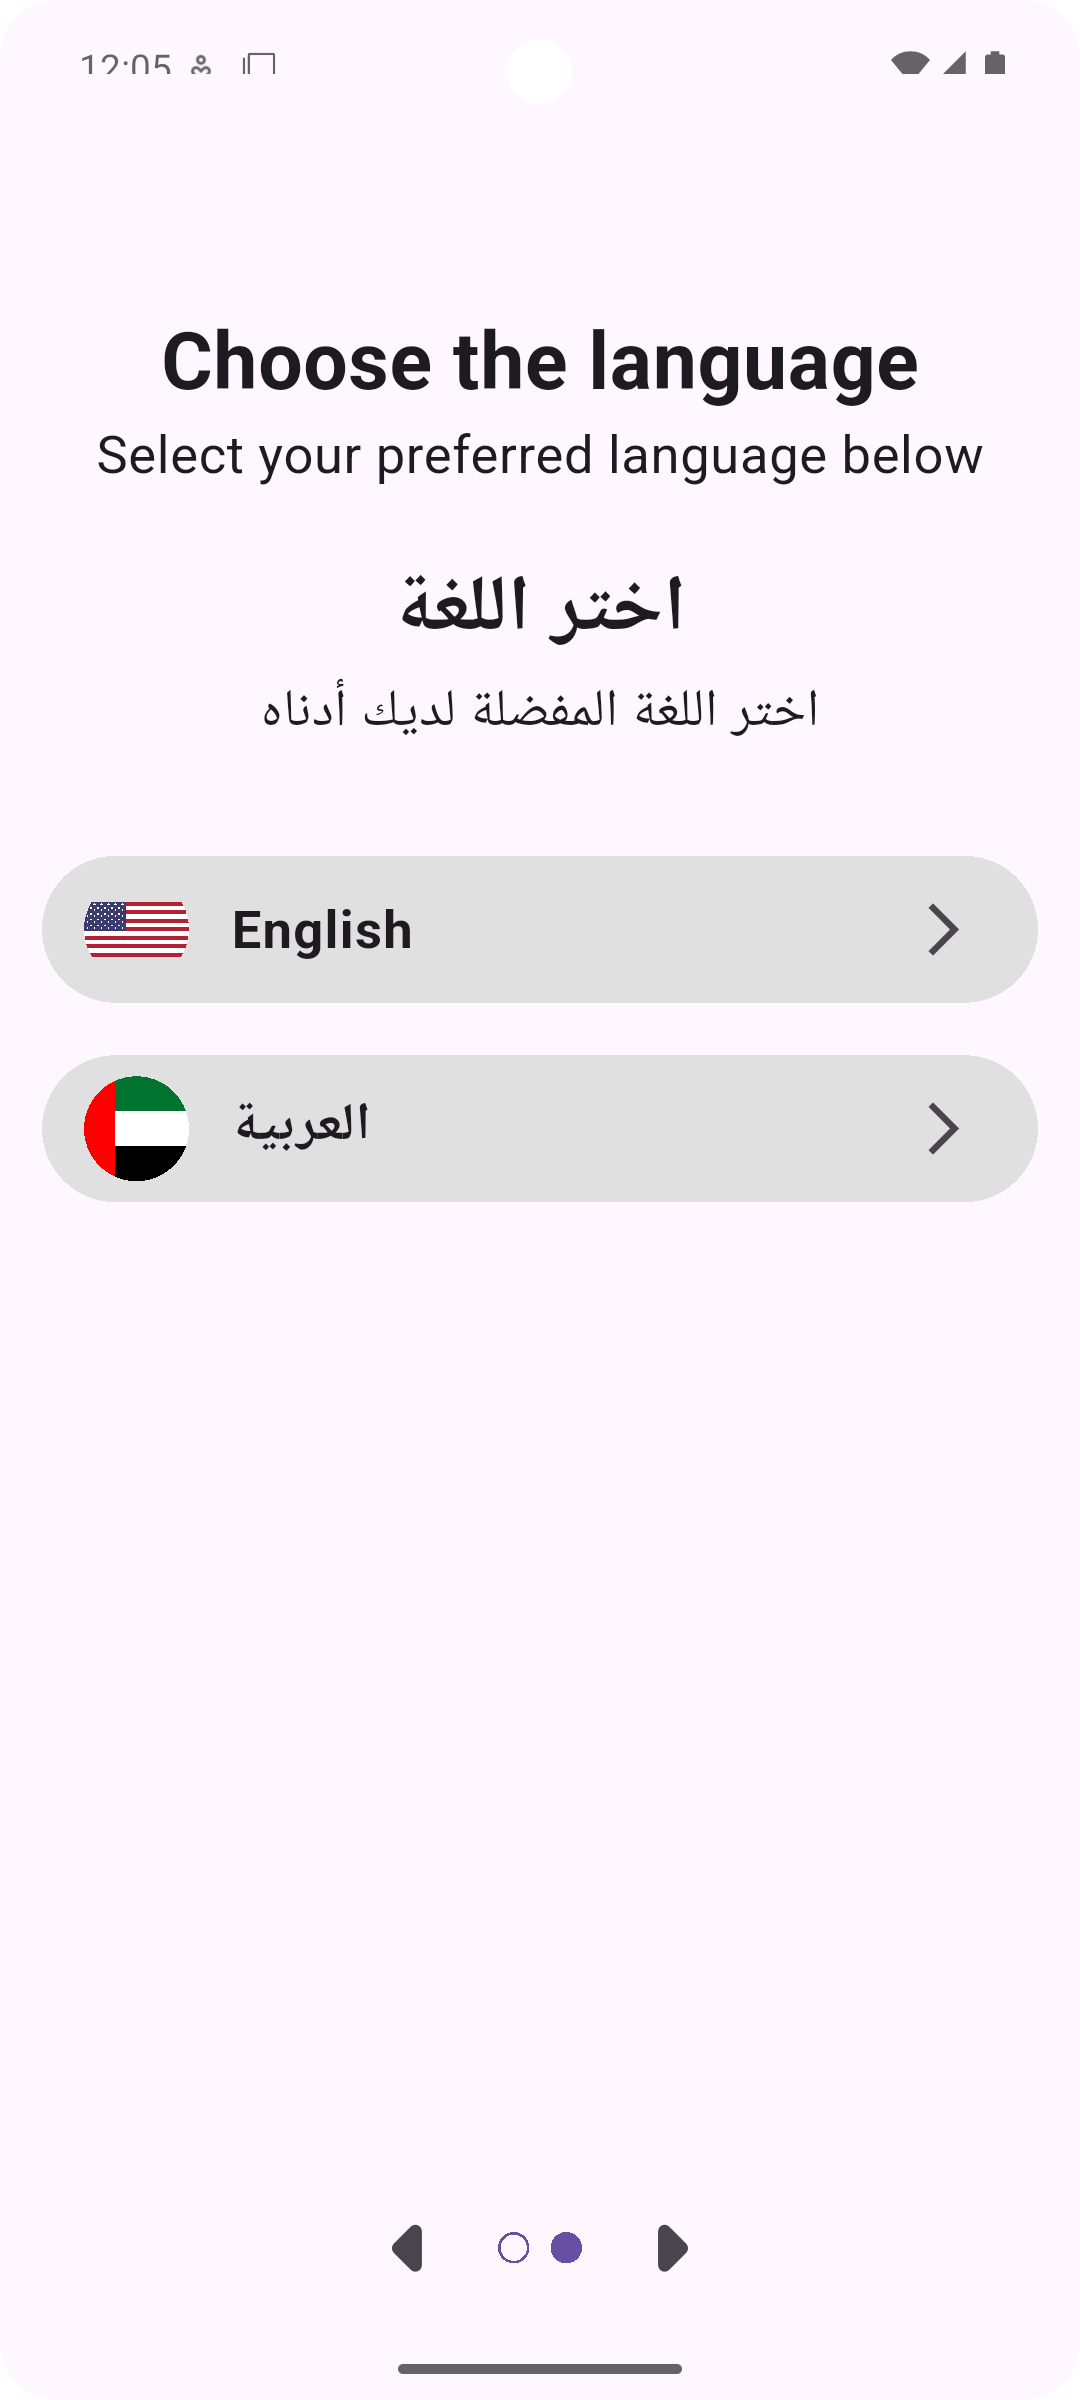 12:05
Choose the language
Select your preferred language below
اختر اللغة
اختر اللغة المفضلة لديك أدناه
English
العربية